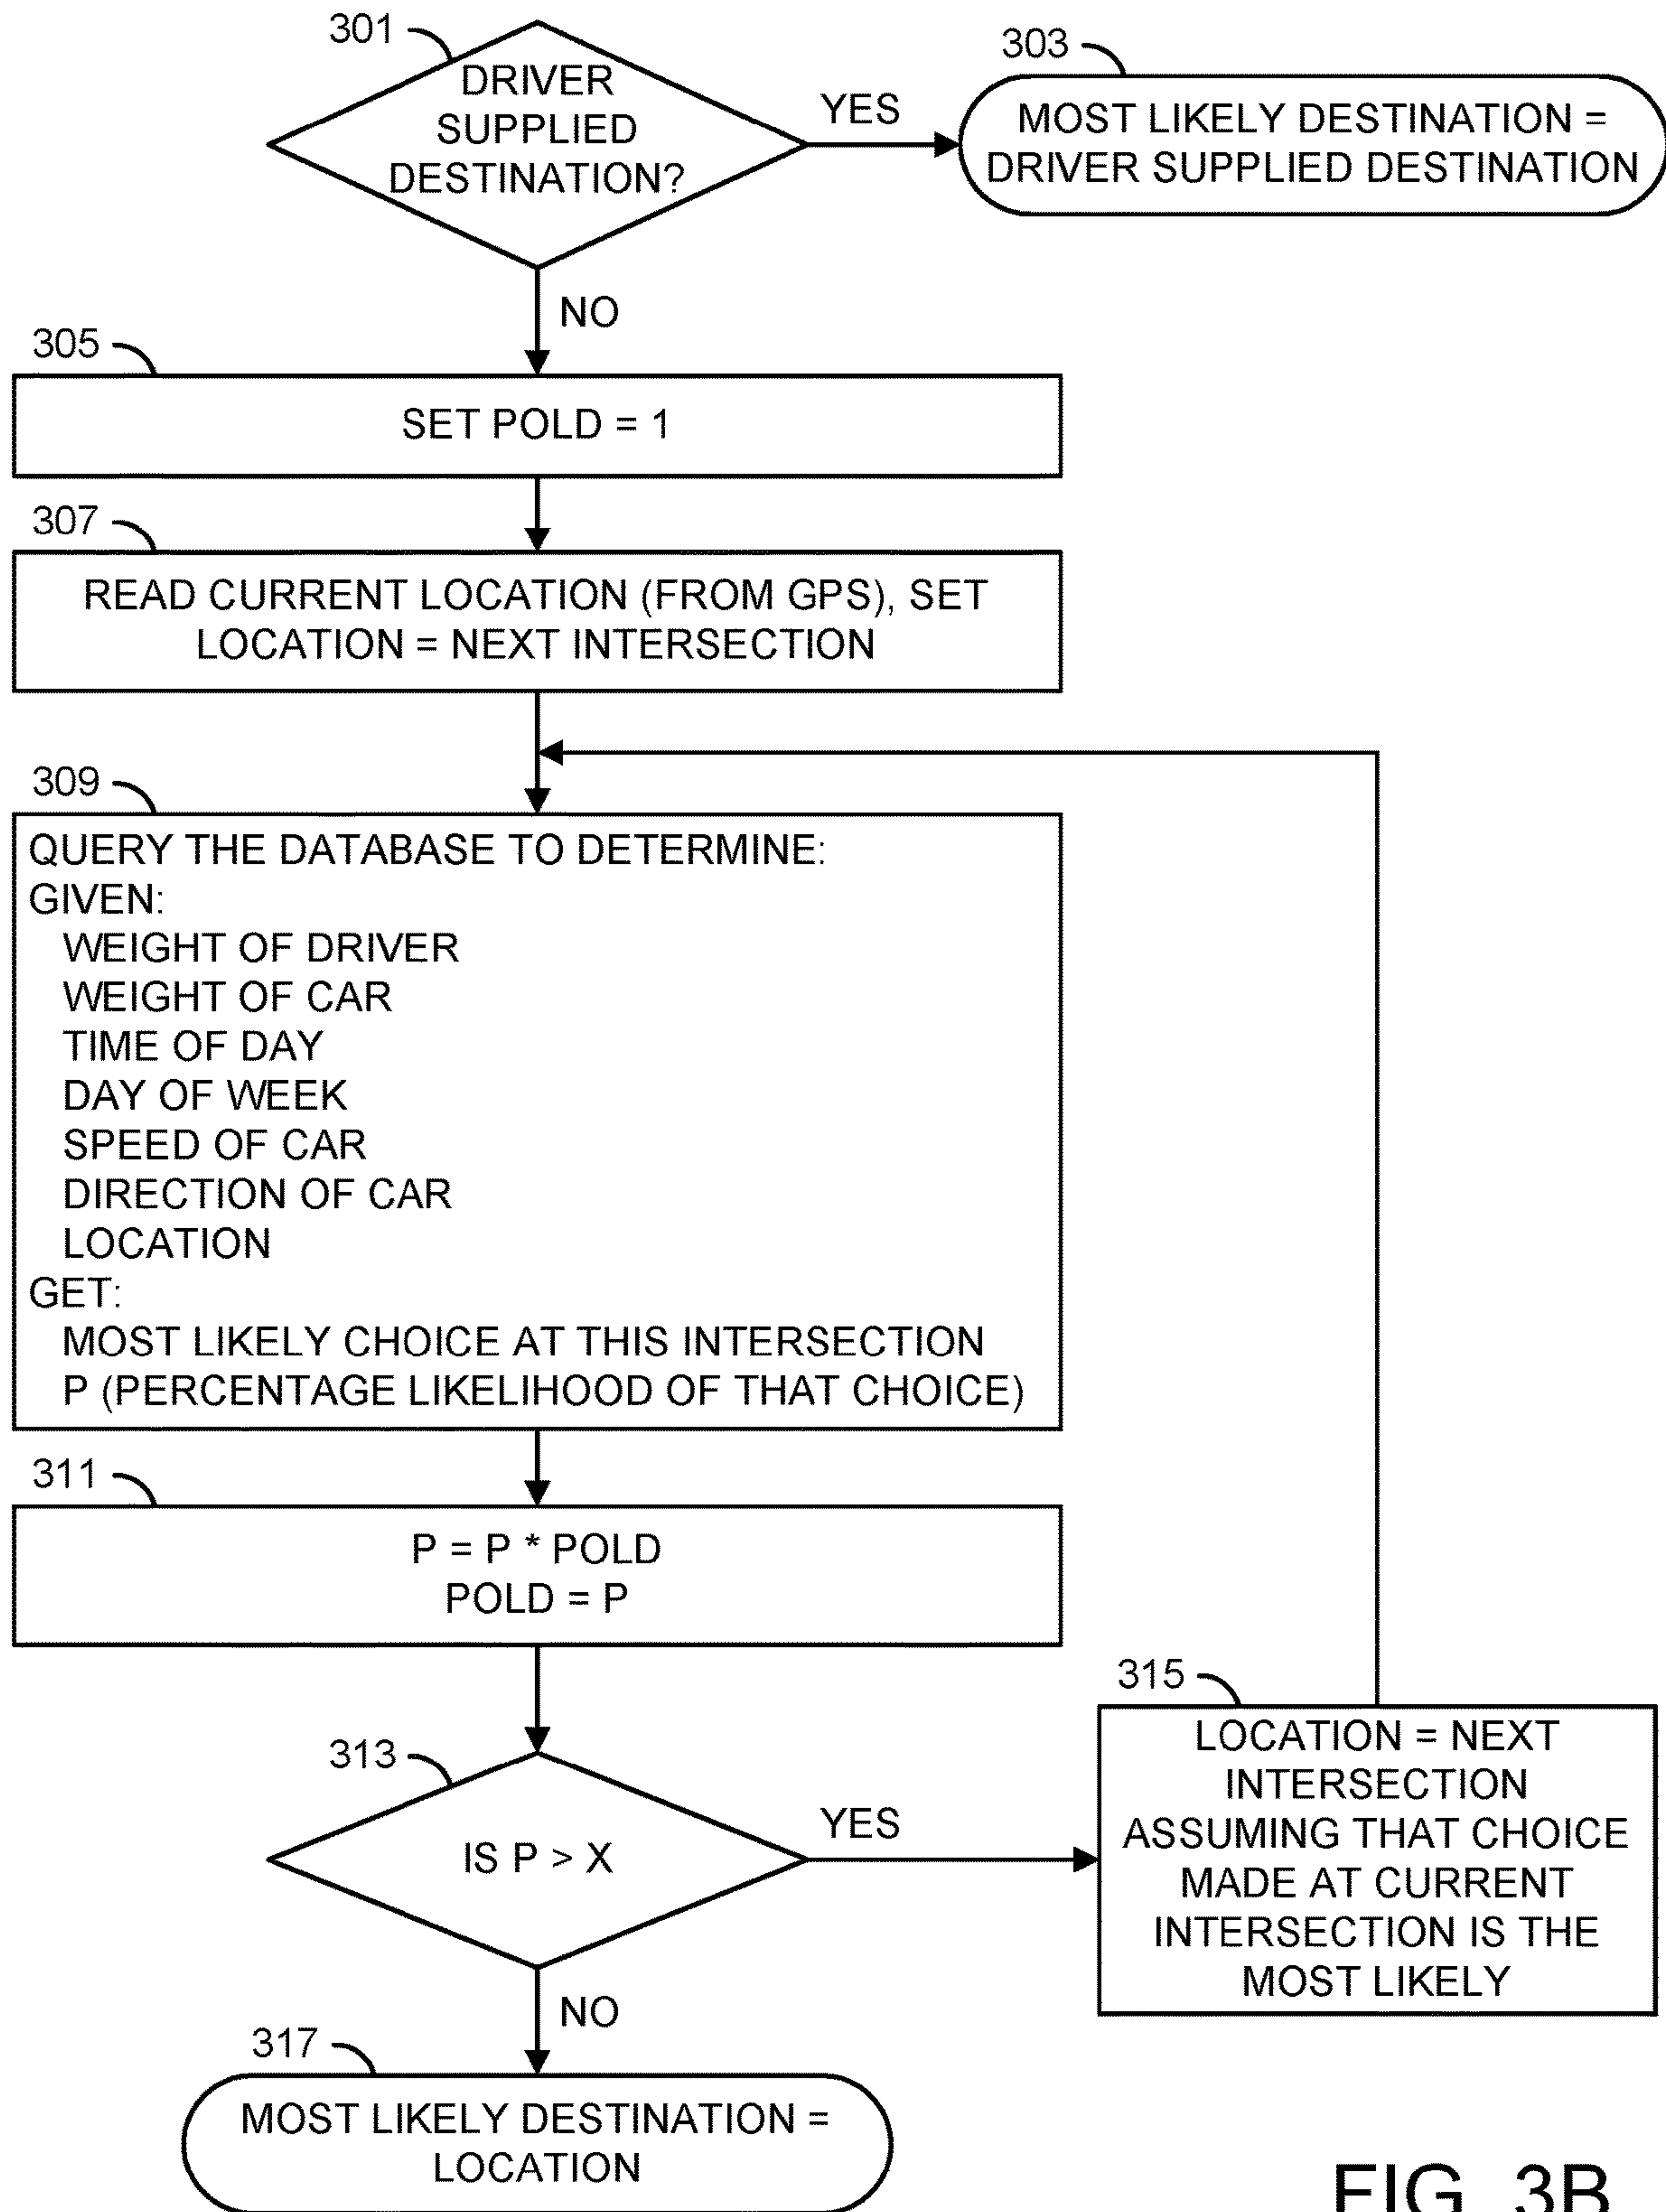 301
DRIVER
SUPPLIED
DESTINATION?
YES
303
MOST LIKELY DESTINATION =
DRIVER SUPPLIED DESTINATION
NO
305
SET POLD = 1
307
READ CURRENT LOCATION (FROM GPS), SET
LOCATION = NEXT INTERSECTION
309
QUERY THE DATABASE TO DETERMINE:
GIVEN:
WEIGHT OF DRIVER
WEIGHT OF CAR
TIME OF DAY
DAY OF WEEK
SPEED OF CAR
DIRECTION OF CAR
LOCATION
GET:
MOST LIKELY CHOICE AT THIS INTERSECTION
P (PERCENTAGE LIKELIHOOD OF THAT CHOICE)
311
P = P * POLD
POLD = P
313
IS P > X
YES
315
LOCATION = NEXT
INTERSECTION
ASSUMING THAT CHOICE
MADE AT CURRENT
INTERSECTION IS THE
MOST LIKELY
NO
317
MOST LIKELY DESTINATION =
LOCATION
FIG. 3B